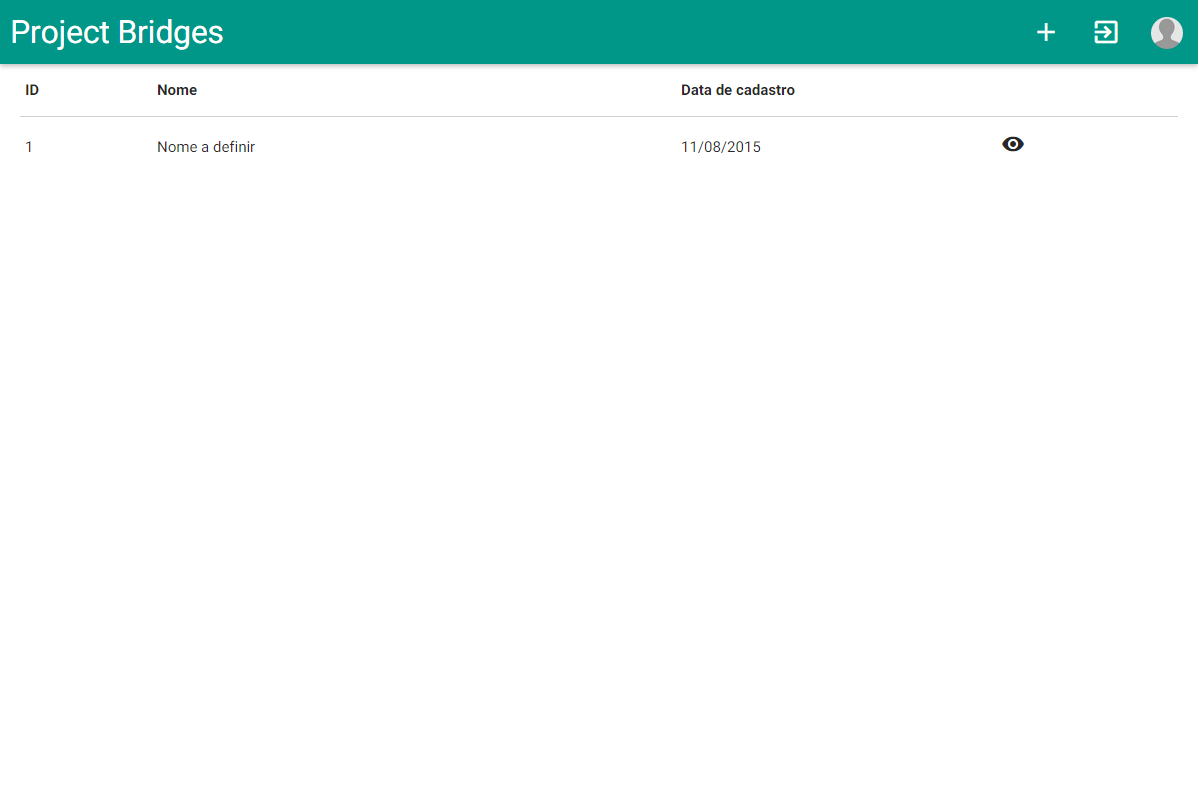 Project Bridges
ID Nome Data de cadastro
1 Nome a definir 11/08/2015